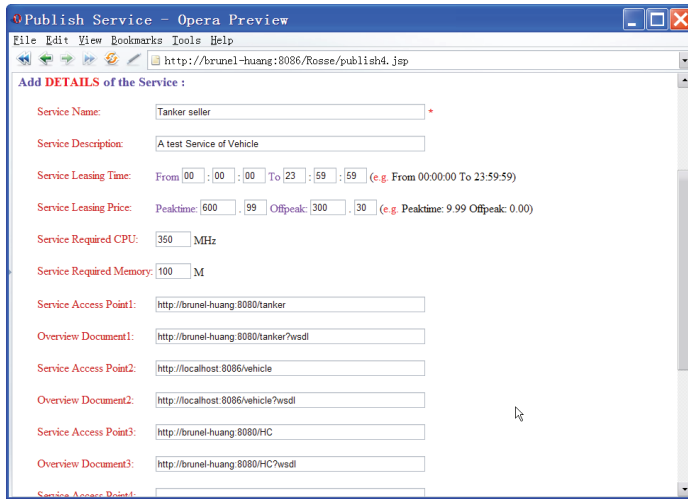 Publish Service - Opera Preview
File Edit View Bookmarks Tools Help
http://brunel-huang:8086/Rosse/publish4.jsp
Add DETAILS of the Service :
Service Name: Tanker seller *
Service Description: A test Service of Vehicle
Service Leasing Time: From 00 : 00 : 00 To 23 : 59 : 59 (e.g. From 00:00:00 To 23:59:59)
Service Leasing Price: Peaktime: 600 . 99 Offpeak: 300 . 30 (e.g. Peaktime: 9.99 Offpeak: 0.00)
Service Required CPU: 350 MHz
Service Required Memory: 100 M
Service Access Point1: http://brunel-huang:8080/tanker
Overview Document1: http://brunel-huang:8080/tanker?wsdl
Service Access Point2: http://localhost:8086/vehicle
Overview Document2: http://localhost:8086/vehicle?wsdl
Service Access Point3: http://brunel-huang:8080/HC
Overview Document3: http://brunel-huang:8080/HC?wsdl
Service Access Point4: